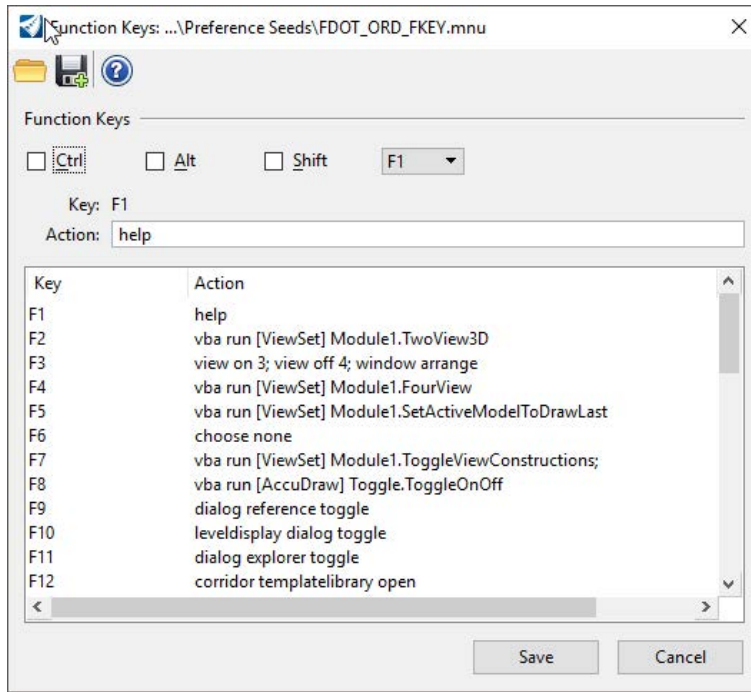 Function Keys: ...\Preference Seeds\FDOT_ORD_FKEY.mnu
Function Keys
Ctrl Alt Shift F1
Key: F1
Action: help
Key Action
F1 help
F2 vba run [ViewSet] Module1.TwoView3D
F3 view on 3; view off 4; window arrange
F4 vba run [ViewSet] Module1.FourView
F5 vba run [ViewSet] Module1.SetActiveModelToDrawLast
F6 choose none
F7 vba run [ViewSet] Module1.ToggleViewConstructions;
F8 vba run [AccuDraw] Toggle.ToggleOnOff
F9 dialog reference toggle
F10 leveldisplay dialog toggle
F11 dialog explorer toggle
F12 corridor templatelibrary open
Save Cancel